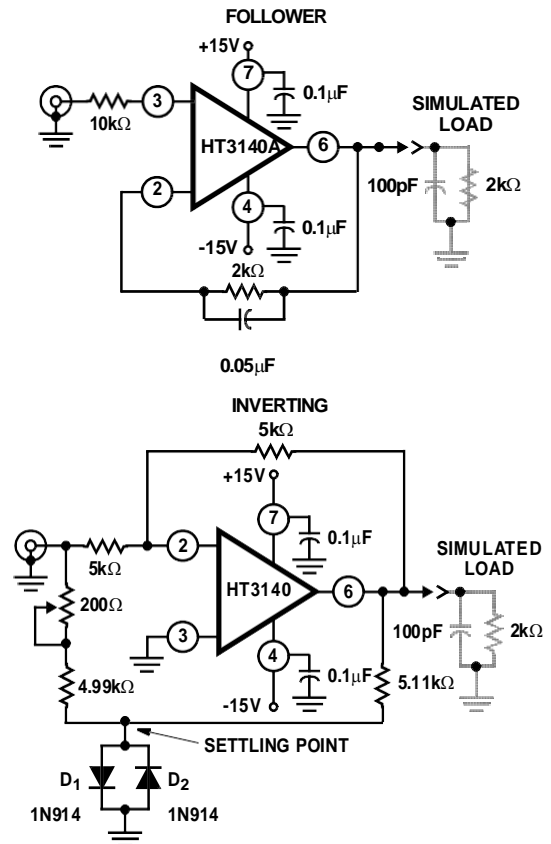 FOLLOWER
+15V
7
0.1μF
3
10kΩ
HT3140A
6
SIMULATED
LOAD
100pF
2kΩ
2
4
0.1μF
-15V
2kΩ
0.05μF
INVERTING
5kΩ
+15V
7
0.1μF
2
5kΩ
HT3140
6
SIMULATED
LOAD
200Ω
3
100pF
2kΩ
4
0.1μF
4.99kΩ
5.11kΩ
-15V
SETTLING POINT
D1
D2
1N914
1N914